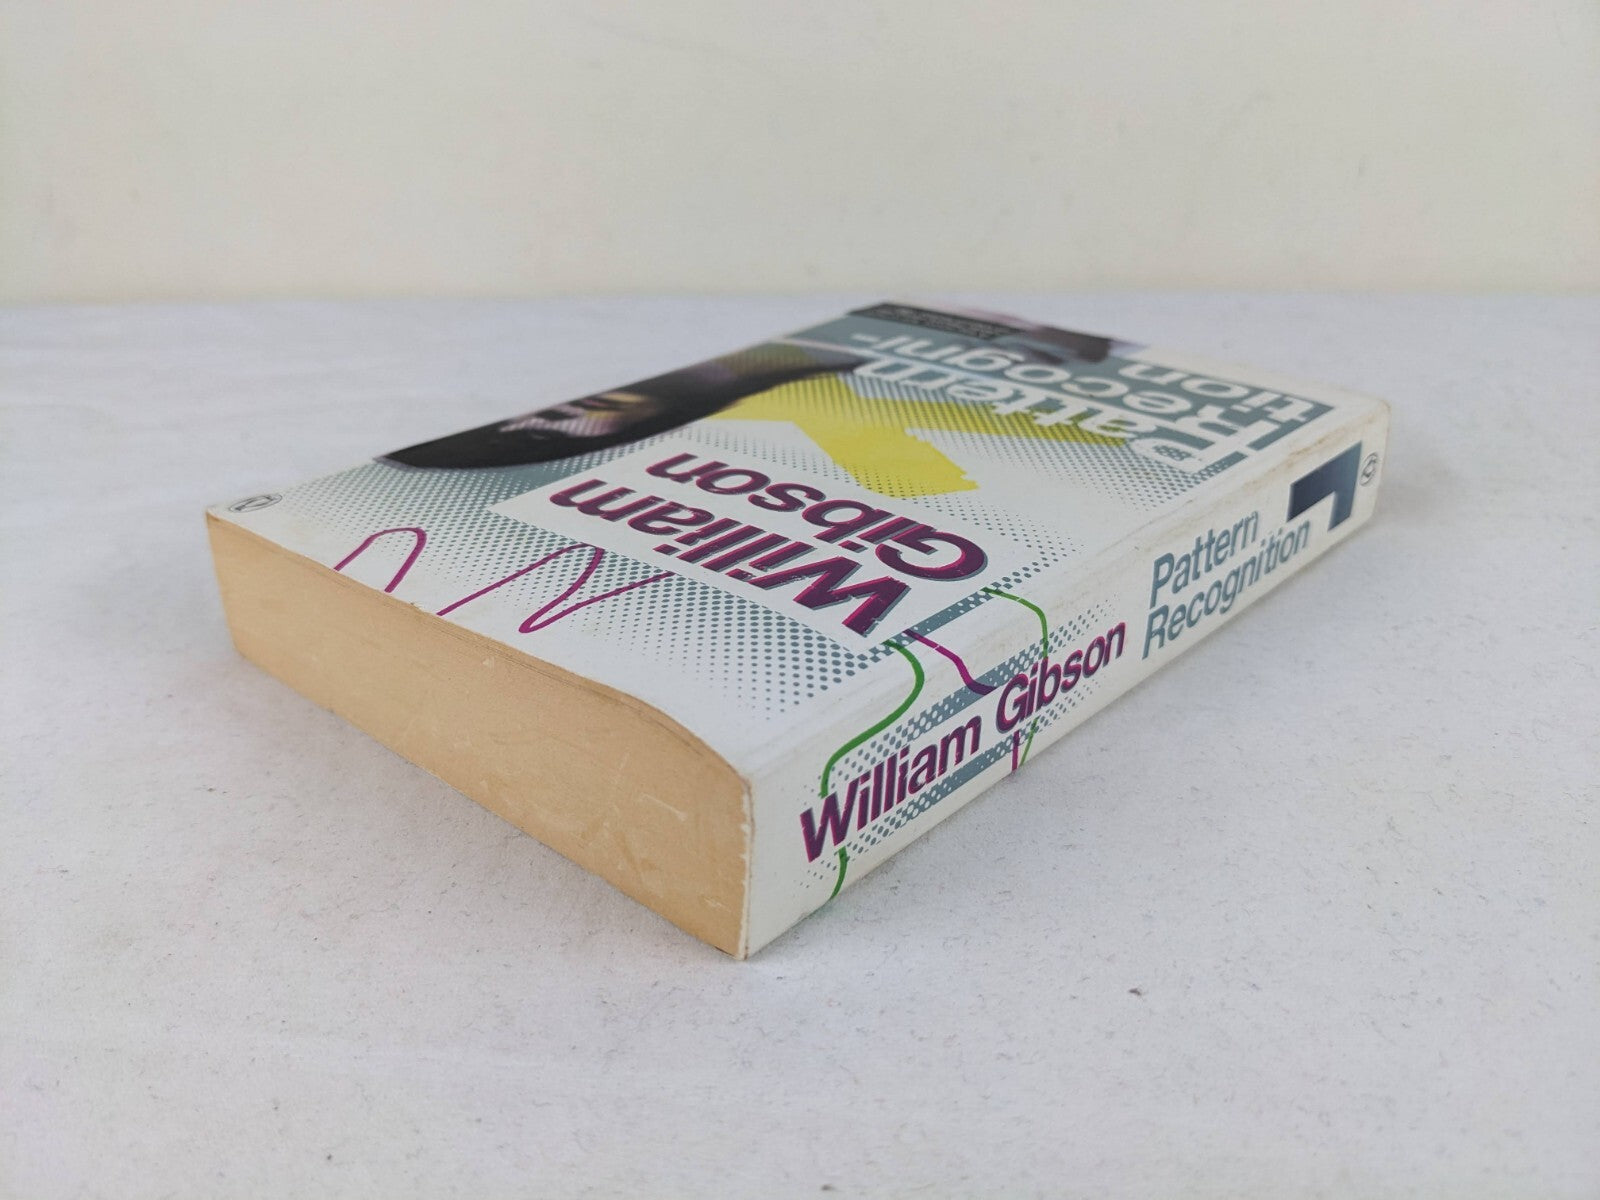 Pattern
Recogni-
tion
William
Gibson
William Gibson
Pattern
Recognition